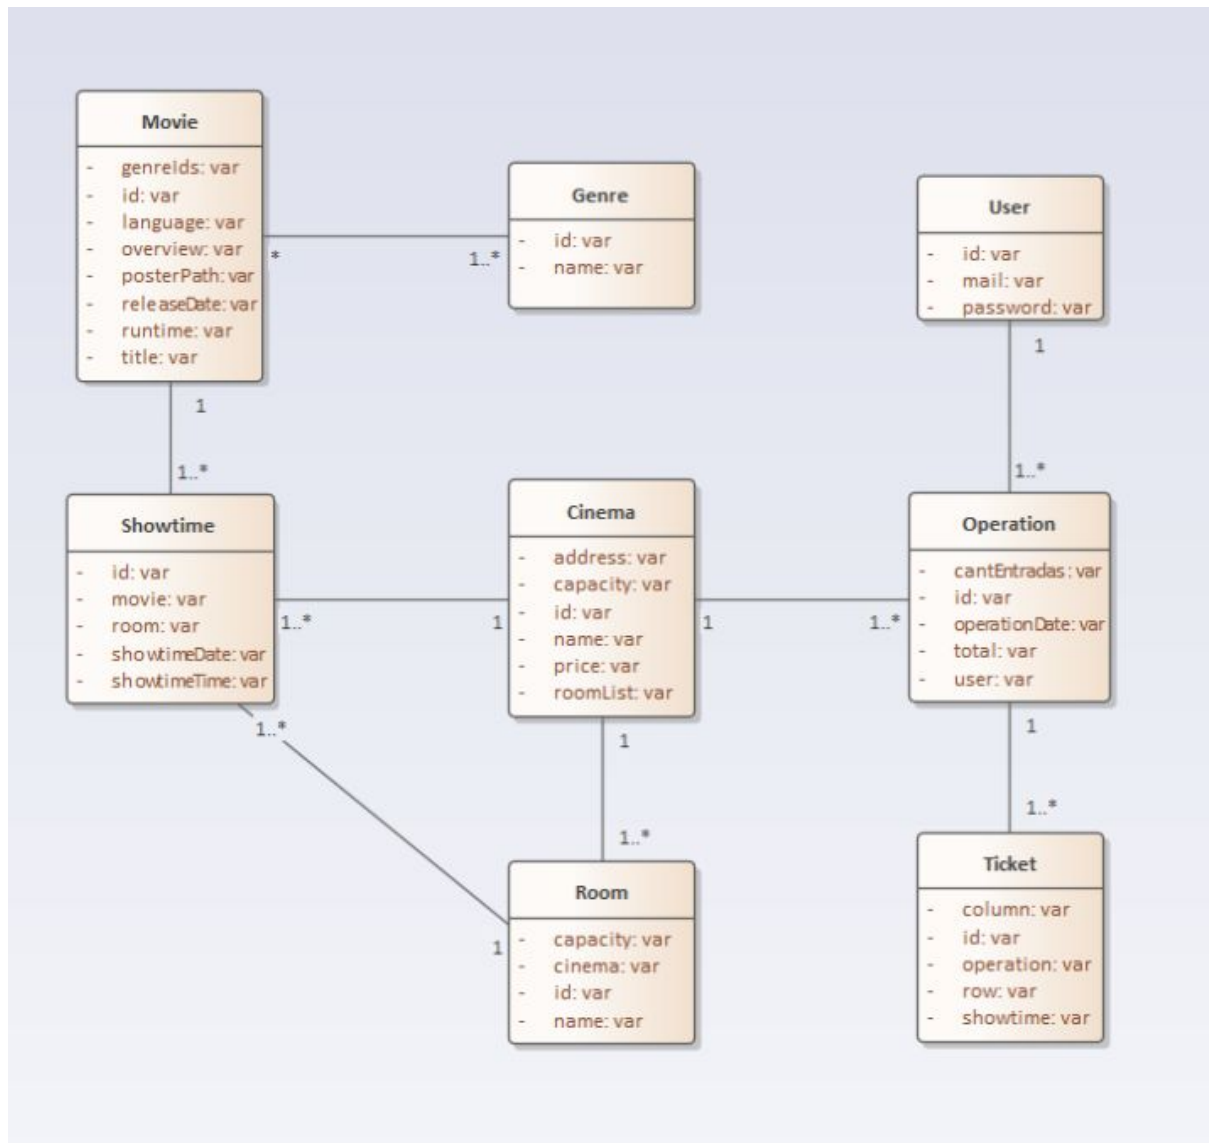 Movie
- genreIds: var
- id: var
- language: var
- overview: var
- posterPath: var
- releaseDate: var
- runtime: var
- title: var
*
1..*
Genre
- id: var
- name: var
User
- id: var
- mail: var
- password: var
1
1..*
1
1..*
Showtime
- id: var
- movie: var
- room: var
- showtimeDate: var
- showtimeTime: var
1..*
1
Cinema
- address: var
- capacity: var
- id: var
- name: var
- price: var
- roomList: var
1
1..*
Operation
- cantEntradas: var
- id: var
- operationDate: var
- total: var
- user: var
1..*
1
1
1..*
1
1..*
Room
- capacity: var
- cinema: var
- id: var
- name: var
Ticket
- column: var
- id: var
- operation: var
- row: var
- showtime: var